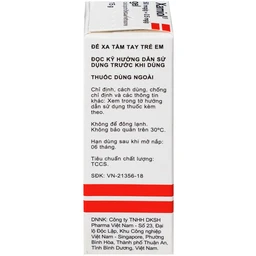 Xamiol
15 g
ĐỂ XA TẦM TAY TRẺ EM
ĐỌC KỸ HƯỚNG DẪN SỬ
DỤNG TRƯỚC KHI DÙNG
THUỐC DÙNG NGOÀI
Chỉ định, cách dùng, chống
chỉ định và các thông tin
khác: Xem trong tờ hướng
dẫn sử dụng thuốc kèm
theo.
Không để đông lạnh.
Không bảo quản trên 30°C.
Hạn dùng sau khi mở nắp:
06 tháng.
Tiêu chuẩn chất lượng:
TCCS.
SĐK: VN-21356-18
DNNK: Công ty TNHH DKSH
Pharma Việt Nam - Số 23, Đại
lộ Độc Lập, Khu Công nghiệp
Việt Nam - Singapore, Phường
Bình Hòa, Thành phố Thuận An,
Tỉnh Bình Dương, Việt Nam.